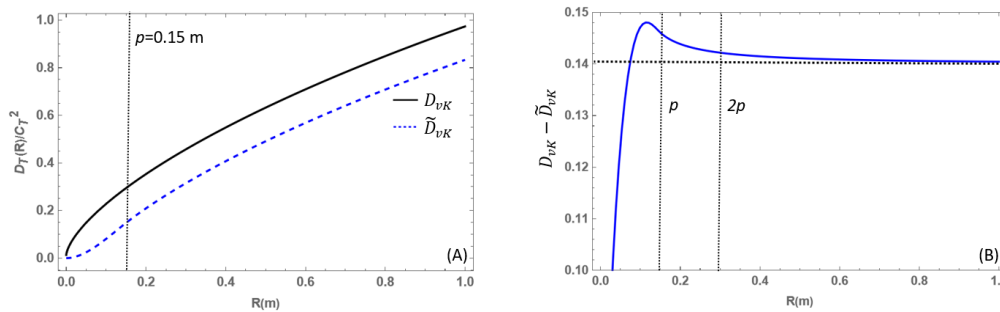 1.0
0.8
0.6
0.4
0.2
0.0
D_T(R)/C_T^2
p=0.15 m
D_vK
D̃_vK
(A)
0.0 0.2 0.4 0.6 0.8 1.0
R(m)
0.15
0.14
0.13
0.12
0.11
0.10
D_vK − D̃_vK
p
2p
(B)
0.0 0.2 0.4 0.6 0.8 1.0
R(m)